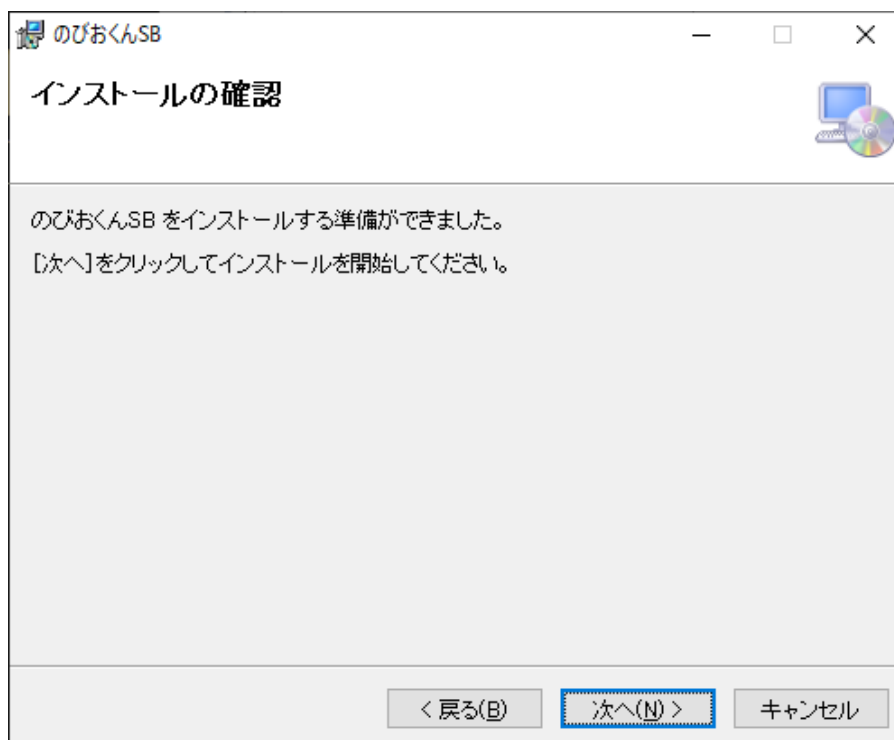 のびおくんSB
インストールの確認
のびおくんSB をインストールする準備ができました。
[次へ]をクリックしてインストールを開始してください。
< 戻る(B)
次へ(N) >
キャンセル